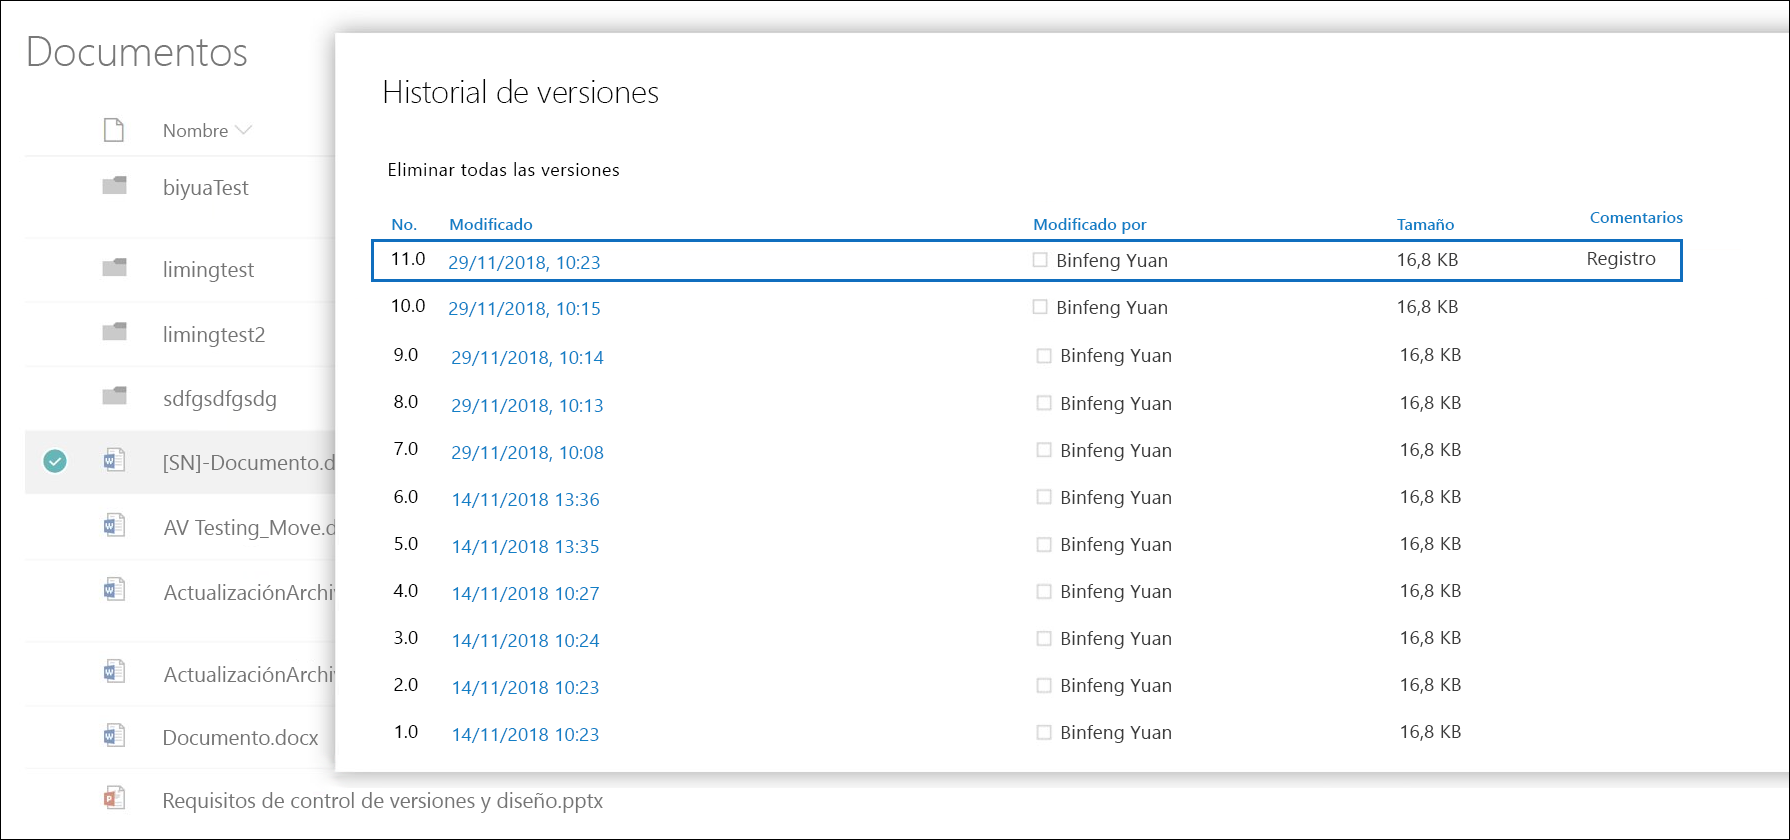 Documentos
Nombre
biyuaTest
limingtest
limingtest2
sdfgsdfgsdg
[SN]-Documento.d
AV Testing_Move.d
ActualizaciónArchi
ActualizaciónArchi
Documento.docx
Requisitos de control de versiones y diseño.pptx
Historial de versiones
Eliminar todas las versiones
No. Modificado Modificado por Tamaño Comentarios
11.0 29/11/2018, 10:23 Binfeng Yuan 16,8 KB Registro
10.0 29/11/2018, 10:15 Binfeng Yuan 16,8 KB
9.0 29/11/2018, 10:14 Binfeng Yuan 16,8 KB
8.0 29/11/2018, 10:13 Binfeng Yuan 16,8 KB
7.0 29/11/2018, 10:08 Binfeng Yuan 16,8 KB
6.0 14/11/2018 13:36 Binfeng Yuan 16,8 KB
5.0 14/11/2018 13:35 Binfeng Yuan 16,8 KB
4.0 14/11/2018 10:27 Binfeng Yuan 16,8 KB
3.0 14/11/2018 10:24 Binfeng Yuan 16,8 KB
2.0 14/11/2018 10:23 Binfeng Yuan 16,8 KB
1.0 14/11/2018 10:23 Binfeng Yuan 16,8 KB